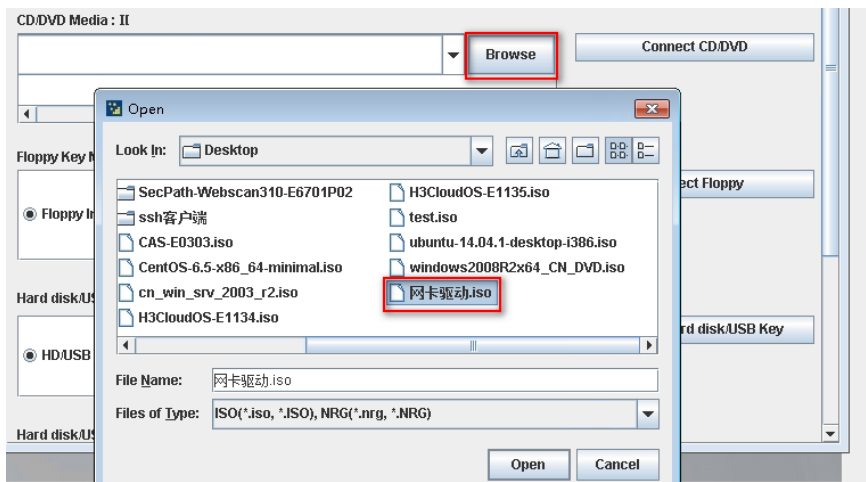 CD/DVD Media : II
Browse
Connect CD/DVD
Open
Look In: Desktop
Floppy Key
SecPath-Webscan310-E6701P02
ssh客户端
CAS-E0303.iso
CentOS-6.5-x86_64-minimal.iso
cn_win_srv_2003_r2.iso
H3CloudOS-E1134.iso
H3CloudOS-E1135.iso
test.iso
ubuntu-14.04.1-desktop-i386.iso
windows2008R2x64_CN_DVD.iso
网卡驱动.iso
Floppy
Floppy
Hard disk/US
rd disk/USB Key
HD/USB
File Name: 网卡驱动.iso
Files of Type: ISO(*.iso, *.ISO), NRG(*.nrg, *.NRG)
Hard disk/US
Open
Cancel